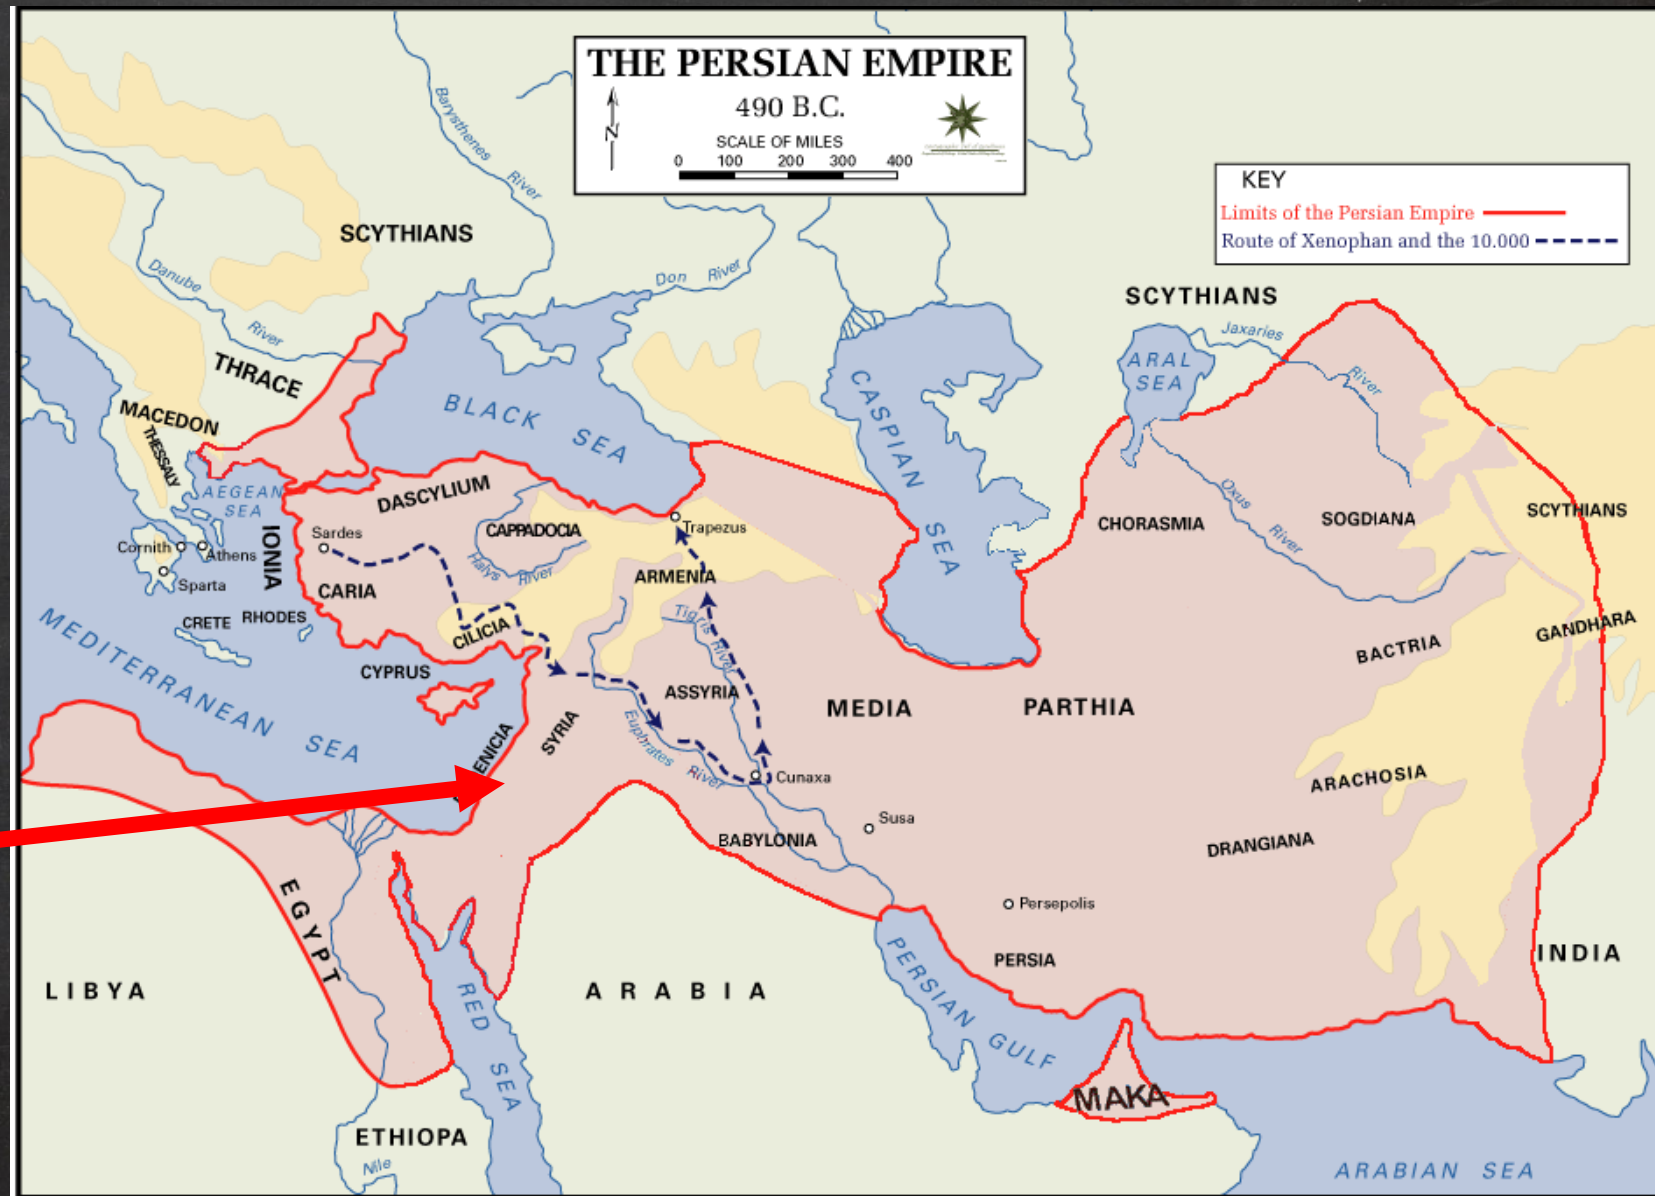 THE PERSIAN EMPIRE
490 B.C.
N
SCALE OF MILES
0 100 200 300 400
KEY
Limits of the Persian Empire
Route of Xenophan and the 10.000
Barysthenes River
SCYTHIANS
Danube River
Don River
SCYTHIANS
Jaxaries River
ARAL SEA
THRACE
MACEDON
THESSALY
BLACK SEA
CASPIAN SEA
AEGEAN SEA
DASCYLIUM
IONIA
Sardes
CAPPADOCIA
Halys River
Trapezus
CHORASMIA
Oxus River
SOGDIANA
SCYTHIANS
Cornith
Athens
Sparta
CARIA
ARMENIA
CRETE
RHODES
CILICIA
Tigris River
GANDHARA
BACTRIA
MEDITERRANEAN SEA
CYPRUS
SYRIA
ASSYRIA
MEDIA
PARTHIA
ENICIA
Euphrates River
Cunaxa
ARACHOSIA
Susa
BABYLONIA
DRANGIANA
EGYPT
Persepolis
PERSIA
INDIA
LIBYA
ARABIA
RED SEA
PERSIAN GULF
MAKA
ETHIOPA
Nile
ARABIAN SEA